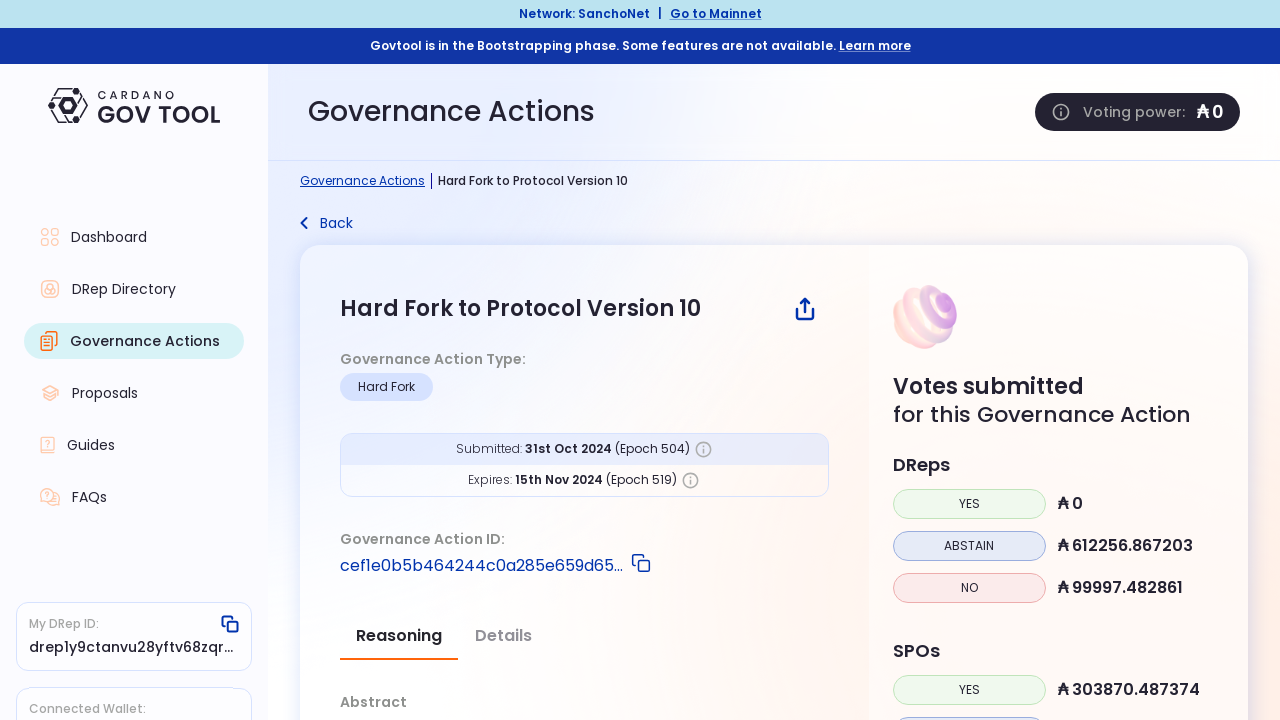 Network: SanchoNet | Go to Mainnet
Govtool is in the Bootstrapping phase. Some features are not available. Learn more
CARDANO
GOV TOOL
Dashboard
DRep Directory
Governance Actions
Proposals
Guides
FAQs
My DRep ID:
drep1y9ctanvu28yftv68zqr...
Connected Wallet:
Governance Actions
Voting power: ₳ 0
Governance Actions | Hard Fork to Protocol Version 10
Back
Hard Fork to Protocol Version 10
Governance Action Type:
Hard Fork
Submitted: 31st Oct 2024 (Epoch 504)
Expires: 15th Nov 2024 (Epoch 519)
Governance Action ID:
cef1e0b5b464244c0a285e659d65...
Reasoning Details
Abstract
Votes submitted
for this Governance Action
DReps
YES ₳ 0
ABSTAIN ₳ 612256.867203
NO ₳ 99997.482861
SPOs
YES ₳ 303870.487374